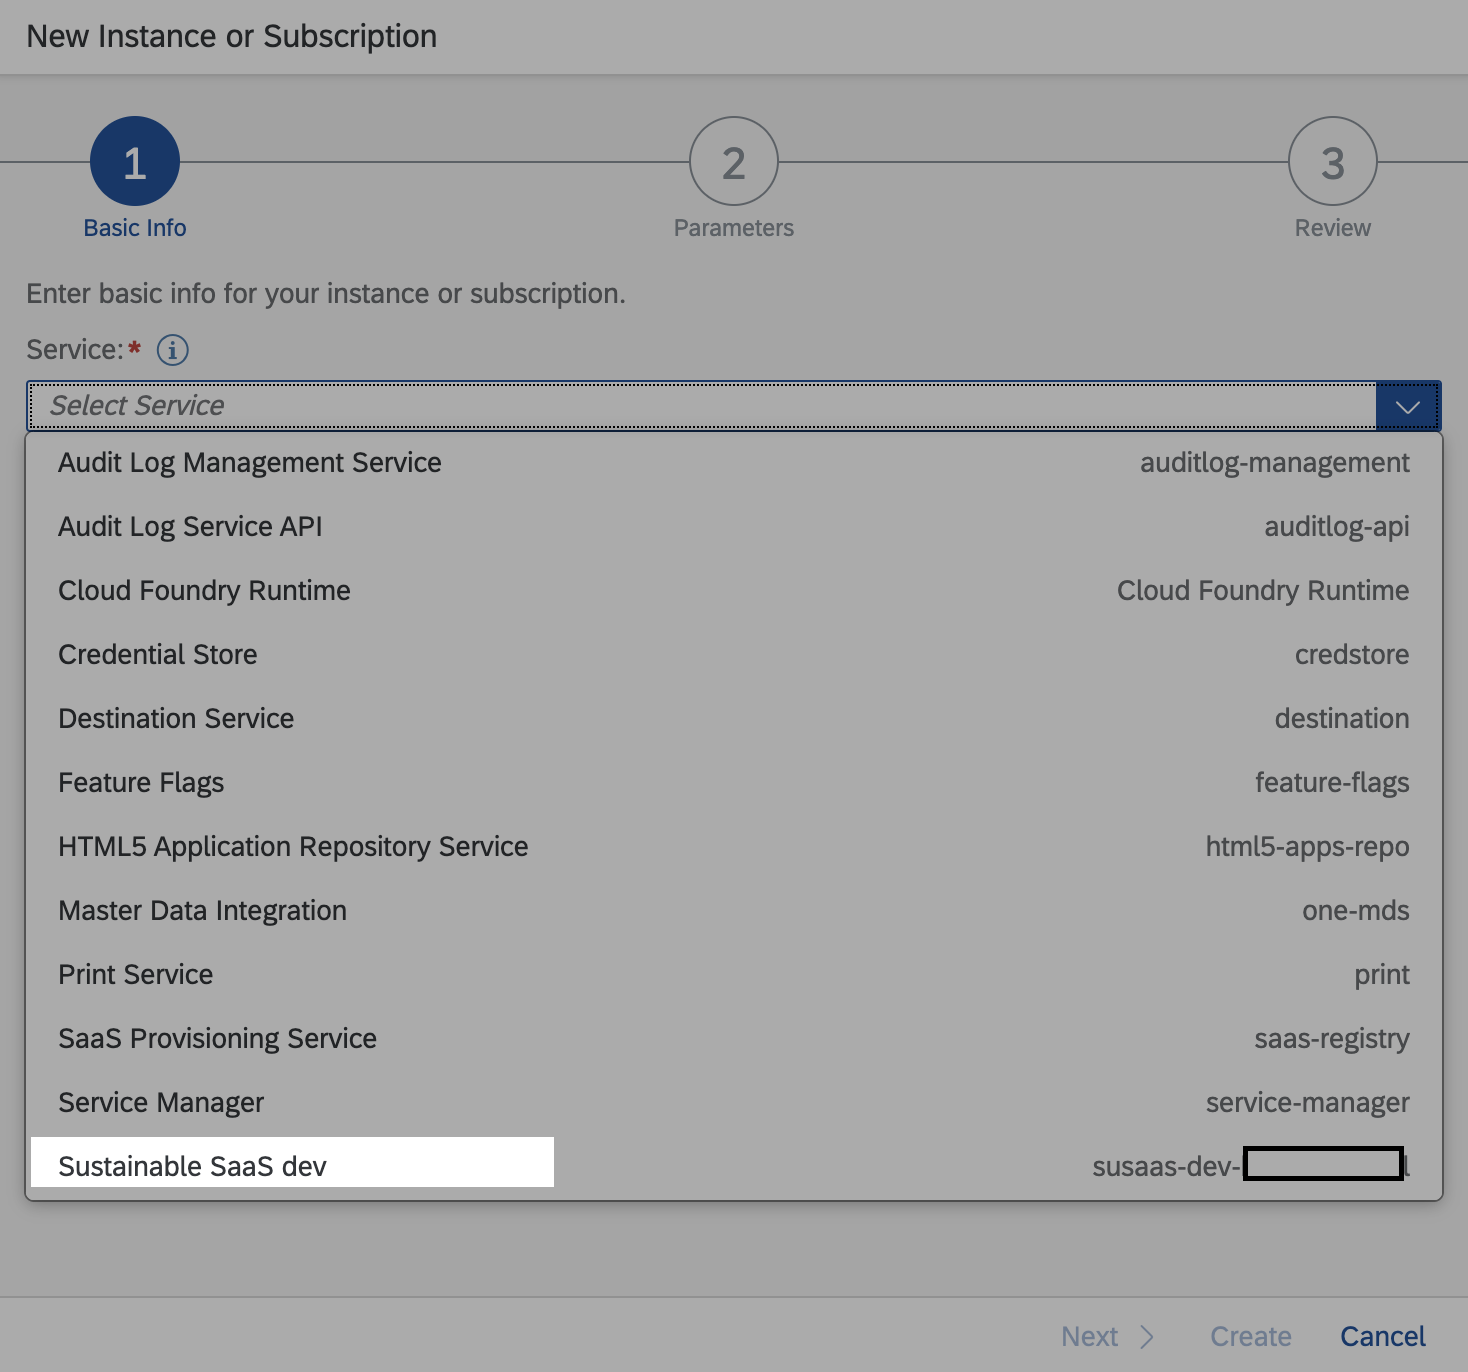 New Instance or Subscription
1
2
3
Basic Info
Parameters
Review
Enter basic info for your instance or subscription.
Service:*
Select Service
Audit Log Management Service auditlog-management
Audit Log Service API auditlog-api
Cloud Foundry Runtime Cloud Foundry Runtime
Credential Store credstore
Destination Service destination
Feature Flags feature-flags
HTML5 Application Repository Service html5-apps-repo
Master Data Integration one-mds
Print Service print
SaaS Provisioning Service saas-registry
Service Manager service-manager
Sustainable SaaS dev susaas-dev-
Next Create Cancel